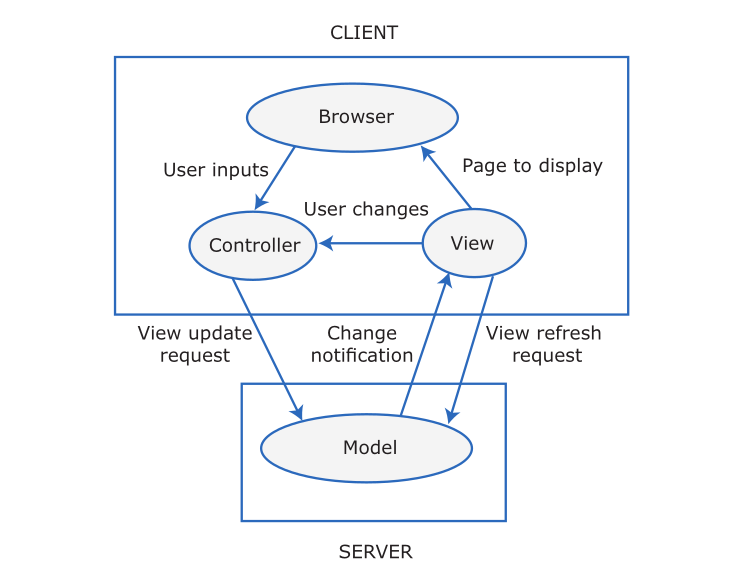 CLIENT
Browser
User inputs
Page to display
User changes
Controller
View
View update
request
Change
notification
View refresh
request
Model
SERVER